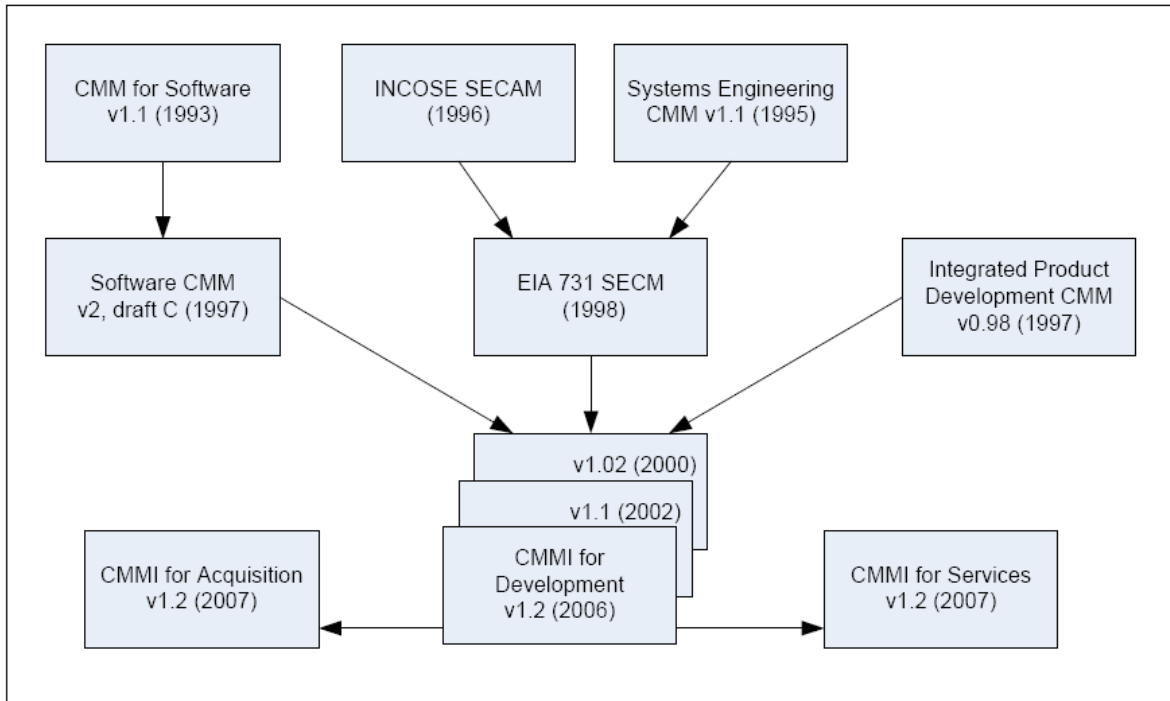 CMM for Software
v1.1 (1993)
INCOSE SECAM
(1996)
Systems Engineering
CMM v1.1 (1995)
Software CMM
v2, draft C (1997)
EIA 731 SECM
(1998)
Integrated Product
Development CMM
v0.98 (1997)
v1.02 (2000)
v1.1 (2002)
CMMI for Acquisition
v1.2 (2007)
CMMI for
Development
v1.2 (2006)
CMMI for Services
v1.2 (2007)